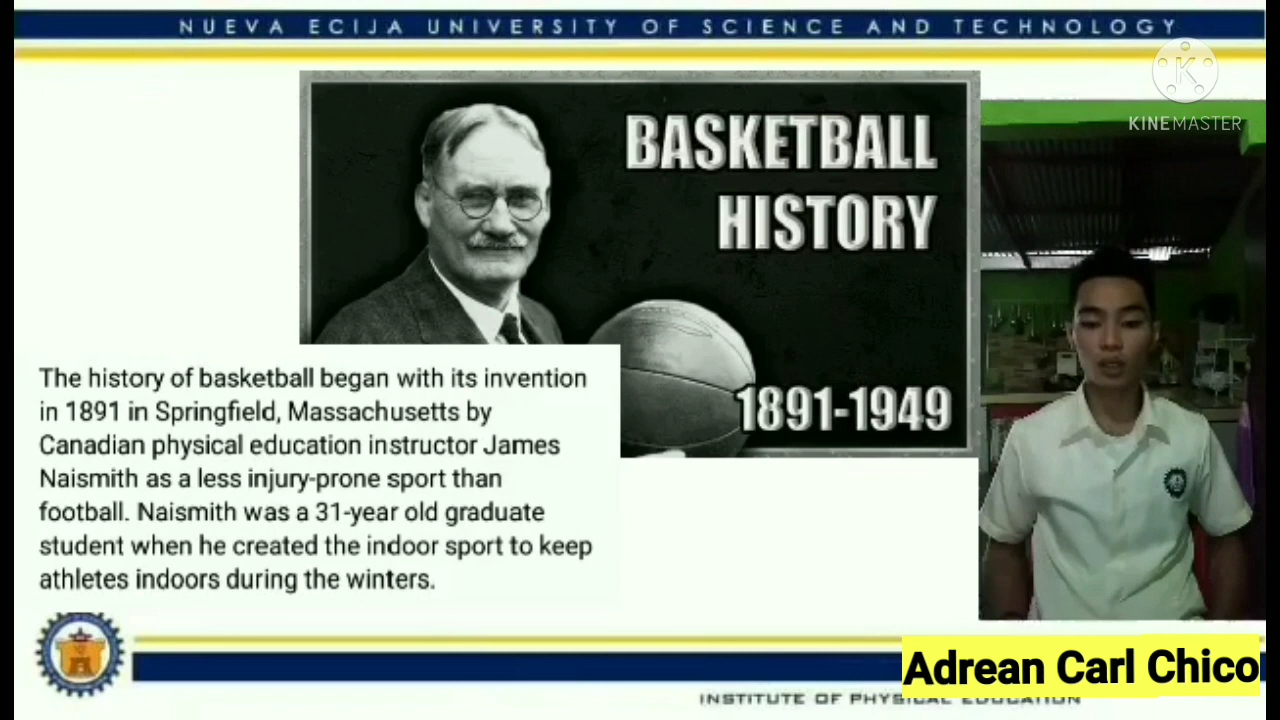 NUEVA ECIJA UNIVERSITY OF SCIENCE AND TECHNOLOGY
K
KINEMASTER
BASKETBALL
HISTORY
1891-1949
The history of basketball began with its invention
in 1891 in Springfield, Massachusetts by
Canadian physical education instructor James
Naismith as a less injury-prone sport than
football. Naismith was a 31-year old graduate
student when he created the indoor sport to keep
athletes indoors during the winters.
Adrean Carl Chico
INSTITUTE OF PHYSICAL EDUCATION